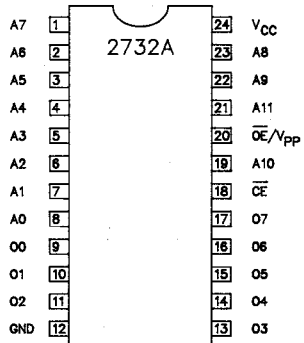 A7 1 24 VCC
A6 2 2732A 23 A8
A5 3 22 A9
A4 4 21 A11
A3 5 20 O̅E̅/VPP
A2 6 19 A10
A1 7 18 C̅E̅
A0 8 17 O7
O0 9 16 O6
O1 10 15 O5
O2 11 14 O4
GND 12 13 O3